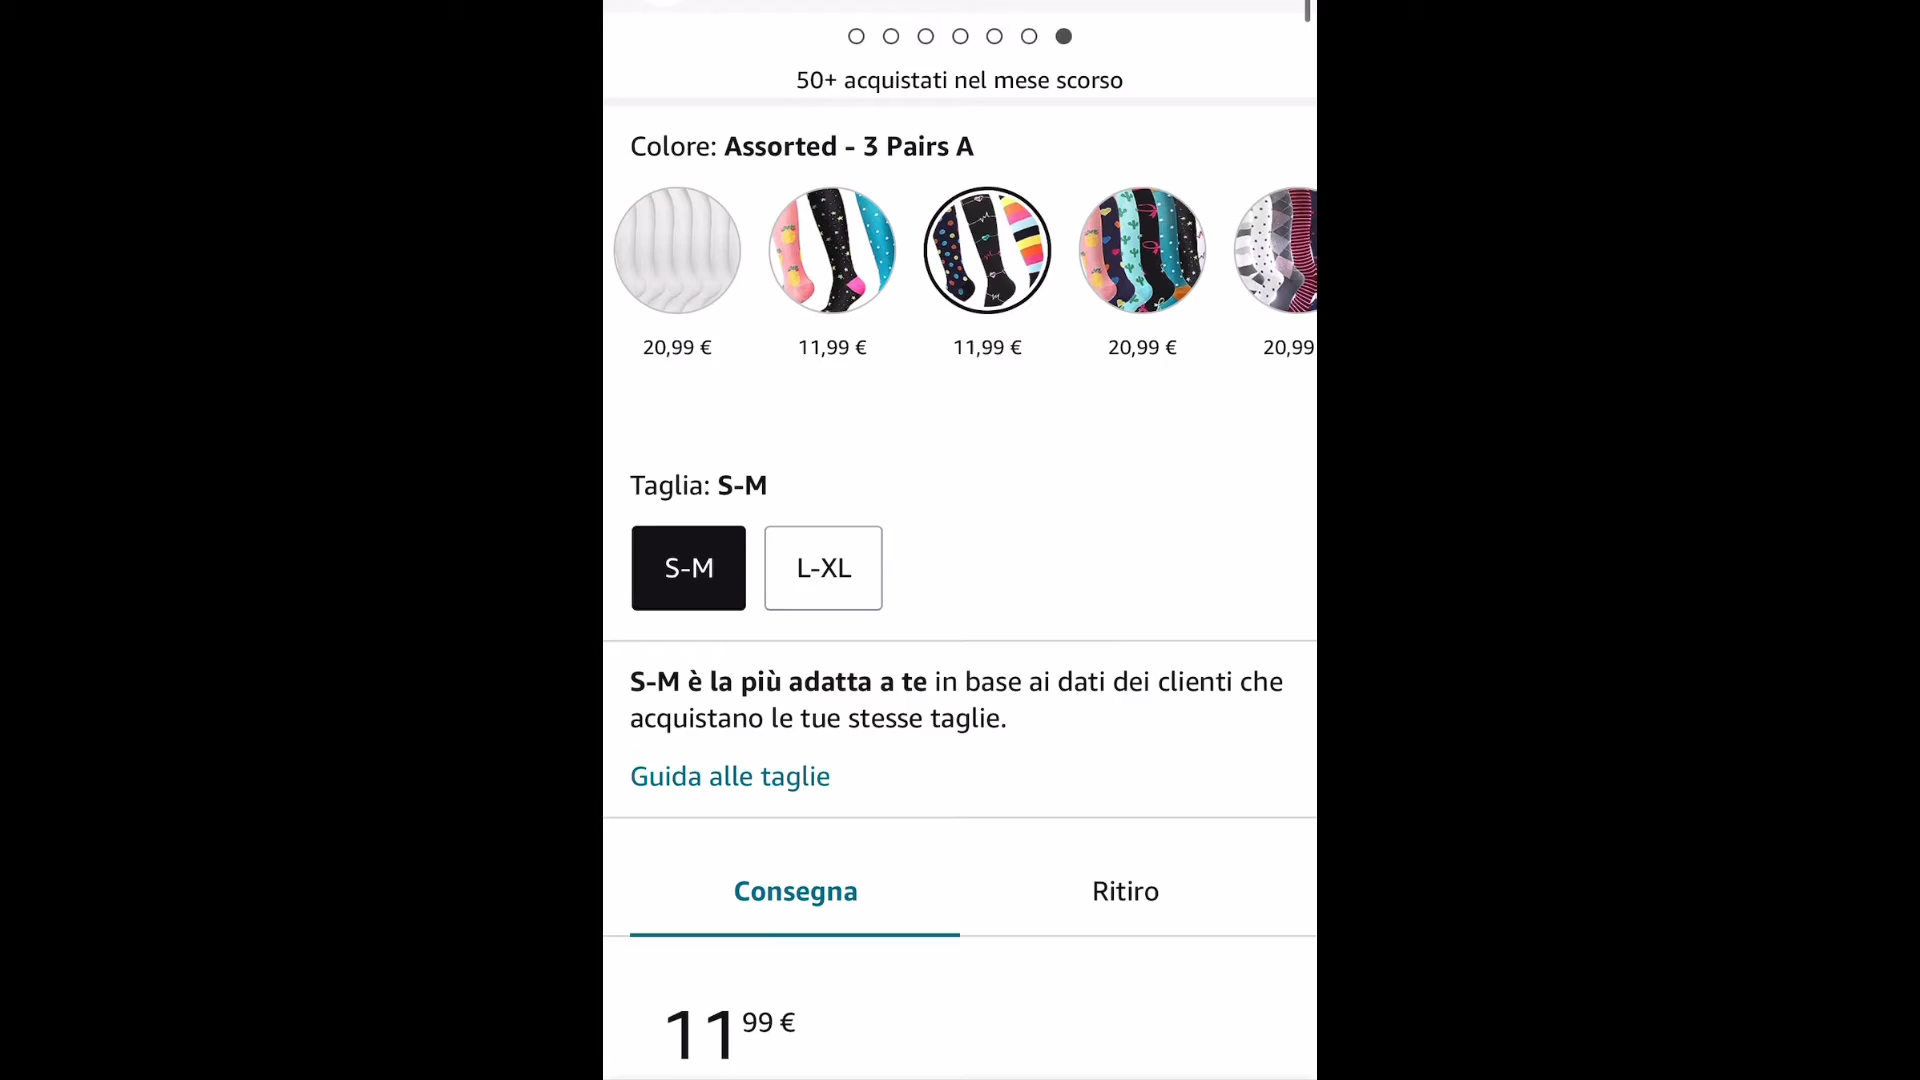 50+ acquistati nel mese scorso
Colore: Assorted - 3 Pairs A
20,99 € 11,99 € 11,99 € 20,99 € 20,99
Taglia: S-M
S-M L-XL
S-M è la più adatta a te in base ai dati dei clienti che
acquistano le tue stesse taglie.
Guida alle taglie
Consegna Ritiro
11 99 €